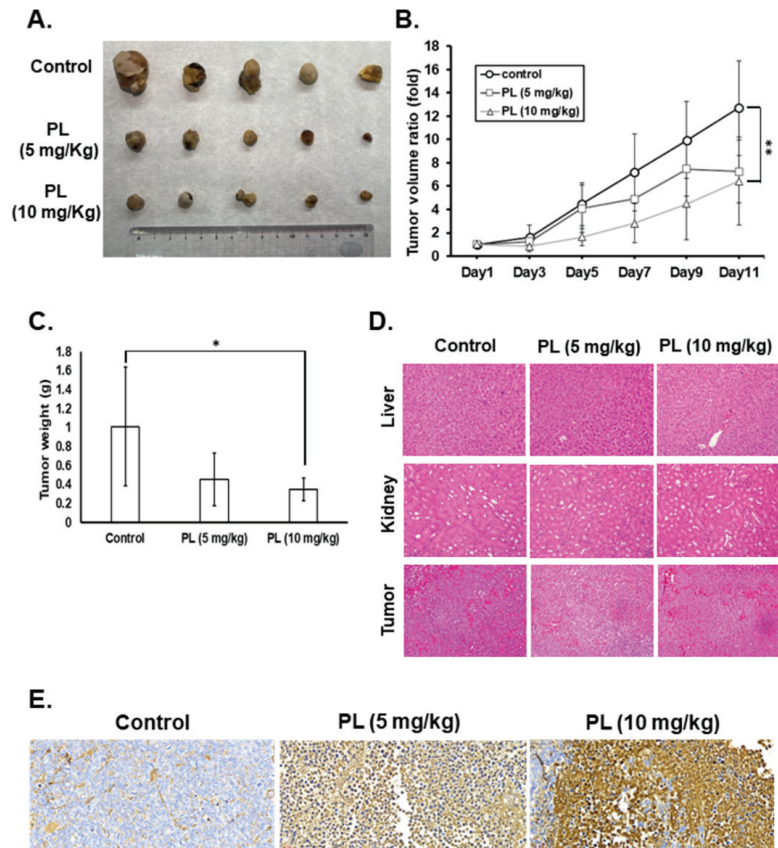 A.
Control
PL
(5 mg/Kg)
PL
(10 mg/Kg)
B.
Tumor volume ratio (fold)
18
16
14
12
10
8
6
4
2
0
control
PL (5 mg/kg)
PL (10 mg/kg)
**
Day1 Day3 Day5 Day7 Day9 Day11
C.
Tumor weight (g)
1.8
1.6
1.4
1.2
1
0.8
0.6
0.4
0.2
0
*
Control PL (5 mg/kg) PL (10 mg/kg)
D.
Control PL (5 mg/kg) PL (10 mg/kg)
Liver
Kidney
Tumor
E.
Control PL (5 mg/kg) PL (10 mg/kg)